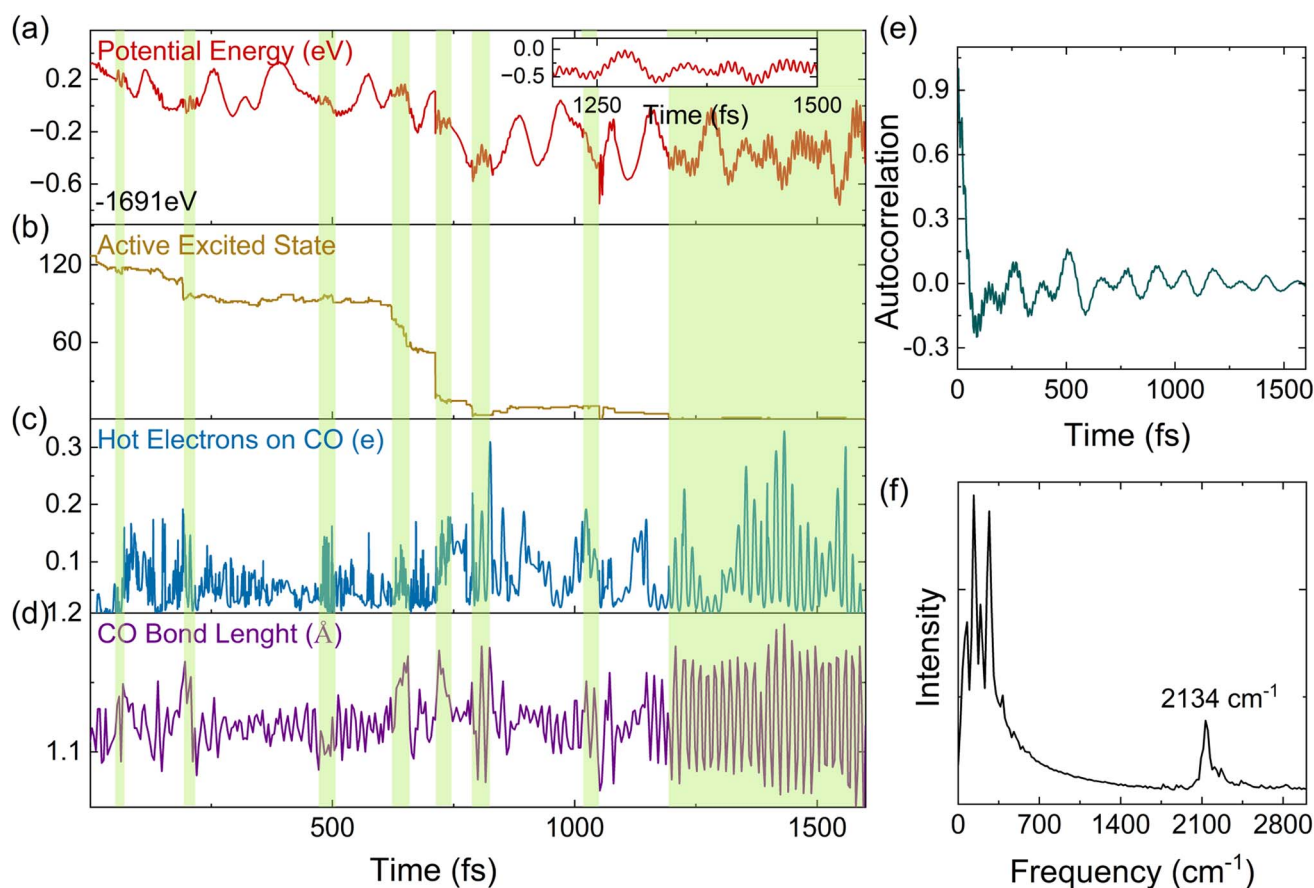 (a)
Potential Energy (eV)
0.2
−0.2
−0.6
-1691eV
0.0
−0.5
1250
1500
Time (fs)
(b)
Active Excited State
120
60
(c)
Hot Electrons on CO (e)
0.3
0.2
0.1
(d)
1.2
CO Bond Lenght (Å)
1.1
500
1000
1500
Time (fs)
(e)
Autocorrelation
0.9
0.6
0.3
0.0
-0.3
0
500
1000
1500
Time (fs)
(f)
Intensity
2134 cm⁻¹
0
700
1400
2100
2800
Frequency (cm⁻¹)